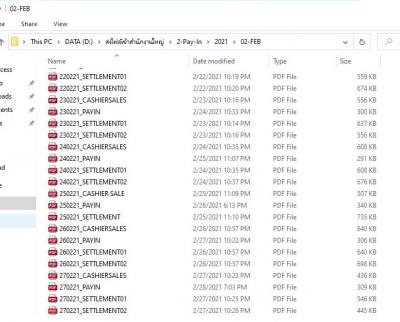 02-FEB
me Share View
This PC > DATA (D:) > ส่งไฟล์เข้าสำนักงานใหญ่ > 2-Pay-In > 2021 > 02-FEB
Name Date modified Type Size
220221_SETTLEMENT01 2/22/2021 10:19 PM PDF File 559 KB
220221_SETTLEMENT02 2/22/2021 10:20 PM PDF File 674 KB
230221_CASHIERSALES 2/23/2021 10:16 PM PDF File 556 KB
230221_PAYIN 2/24/2021 10:33 PM PDF File 300 KB
230221_SETTLEMENT01 2/23/2021 10:14 PM PDF File 637 KB
230221_SETTLEMENT02 2/23/2021 10:16 PM PDF File 556 KB
240221_CASHIERSALES 2/24/2021 10:35 PM PDF File 608 KB
240221_PAYIN 2/25/2021 11:07 PM PDF File 291 KB
240221_SETTLEMENT01 2/24/2021 10:35 PM PDF File 608 KB
240221_SETTLEMENT02 2/24/2021 10:37 PM PDF File 676 KB
250221_CASHIER SALE 2/25/2021 11:09 PM PDF File 507 KB
250221_PAYIN 2/26/2021 6:13 PM PDF File 340 KB
250221_SETTLEMENT 2/25/2021 11:10 PM PDF File 735 KB
260221_CASHIERSALES 2/26/2021 10:57 PM PDF File 640 KB
260221_PAYIN 2/27/2021 10:22 PM PDF File 306 KB
260221_SETTLEMENT01 2/26/2021 10:57 PM PDF File 640 KB
260221_SETTLEMENT02 2/26/2021 10:57 PM PDF File 698 KB
270221_CASHIERSALES 2/27/2021 10:23 PM PDF File 436 KB
270221_PAYIN 2/28/2021 7:03 PM PDF File 309 KB
270221_SETTLEMENT01 2/27/2021 10:25 PM PDF File 546 KB
270221_SETTLEMENT02 2/27/2021 10:26 PM PDF File 445 KB